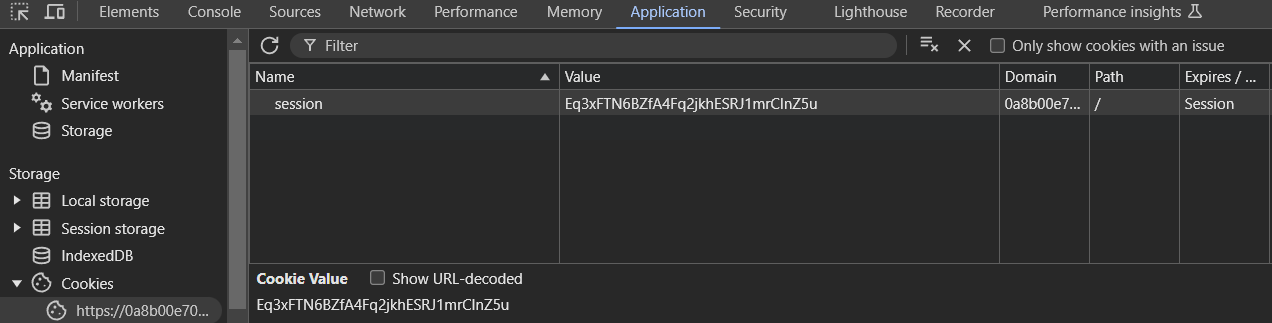 Elements Console Sources Network Performance Memory Application Security Lighthouse Recorder Performance insights
Application
Manifest
Service workers
Storage
Storage
Local storage
Session storage
IndexedDB
Cookies
https://0a8b00e70...
Filter
Only show cookies with an issue
Name Value Domain Path Expires / ...
session Eq3xFTN6BZfA4Fq2jkhESRJ1mrClnZ5u 0a8b00e7... / Session
Cookie Value Show URL-decoded
Eq3xFTN6BZfA4Fq2jkhESRJ1mrClnZ5u